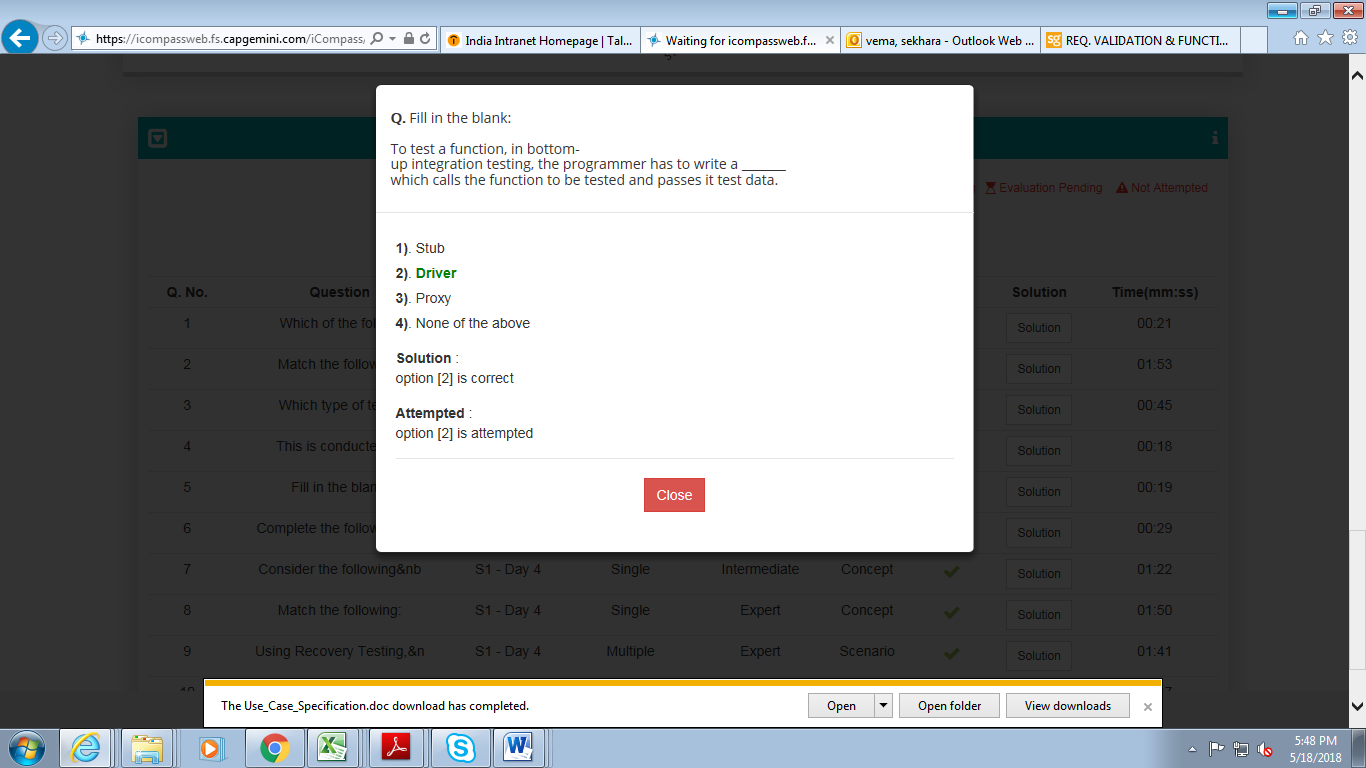 https://icompassweb.fs.capgemini.com/iCompass/
India Intranet Homepage | Tal...
Waiting for icompassweb.f...
vema, sekhara - Outlook Web ...
REQ. VALIDATION & FUNCTI...
Q. Fill in the blank:
To test a function, in bottom-
up integration testing, the programmer has to write a _______
which calls the function to be tested and passes it test data.
Evaluation Pending
Not Attempted
1). Stub
2). Driver
3). Proxy
4). None of the above
Solution :
option [2] is correct
Attempted :
option [2] is attempted
Close
Q. No. Question Solution Time(mm:ss)
1 Which of the fol Solution 00:21
2 Match the follow Solution 01:53
3 Which type of te Solution 00:45
4 This is conducte Solution 00:18
5 Fill in the blan Solution 00:19
6 Complete the follow Solution 00:29
7 Consider the following&nb S1 - Day 4 Single Intermediate Concept Solution 01:22
8 Match the following: S1 - Day 4 Single Expert Concept Solution 01:50
9 Using Recovery Testing,&n S1 - Day 4 Multiple Expert Scenario Solution 01:41
The Use_Case_Specification.doc download has completed.
Open
Open folder
View downloads
5:48 PM
5/18/2018